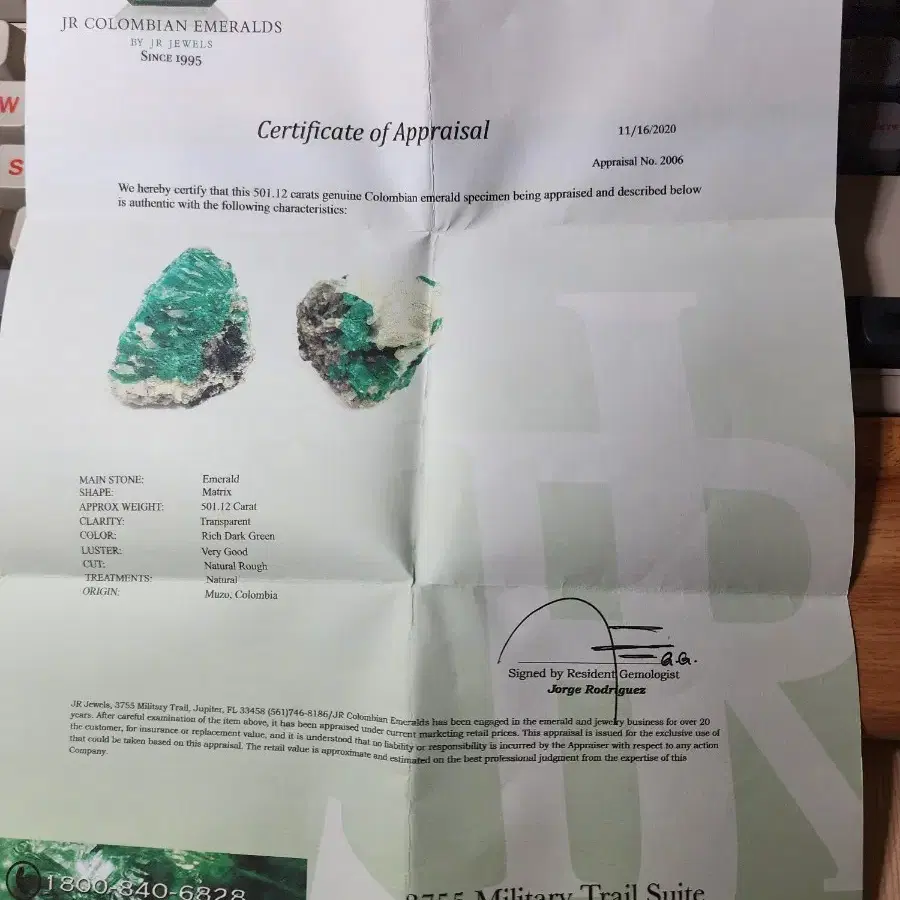 JR COLOMBIAN EMERALDS
BY JR JEWELS
SINCE 1995
W
S
Certificate of Appraisal
11/16/2020
Appraisal No. 2006
We hereby certify that this 501.12 carats genuine Colombian emerald specimen being appraised and described below
is authentic with the following characteristics:
MAIN STONE: Emerald
SHAPE: Matrix
APPROX WEIGHT: 501.12 Carat
CLARITY: Transparent
COLOR: Rich Dark Green
LUSTER: Very Good
CUT: Natural Rough
TREATMENTS: Natural
ORIGIN: Muzo, Colombia
G.G.
Signed by Resident Gemologist
Jorge Rodriguez
JR Jewels, 3755 Military Trail, Jupiter, FL 33458 (561)746-8186/JR Colombian Emeralds has been engaged in the emerald and jewelry business for over 20
years. After careful examination of the item above, it has been appraised under current marketing retail prices. This appraisal is issued for the exclusive use of
the customer, for insurance or replacement value, and it is understood that no liability or responsibility is incurred by the Appraiser with respect to any action
that could be taken based on this appraisal. The retail value is approximate and estimated on the best professional judgment from the expertise of this
Company.
JR
1800-840-6828
3755 Military Trail Suite